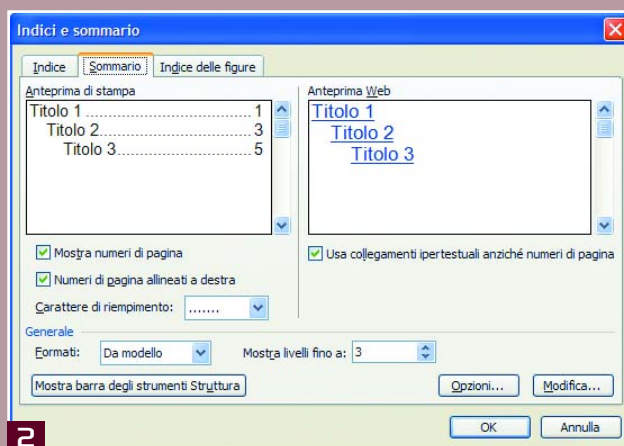 Indici e sommario
Indice Sommario Indice delle figure
Anteprima di stampa
Titolo 1 ........................ 1
Titolo 2 ..................... 3
Titolo 3 .................. 5
Mostra numeri di pagina
Numeri di pagina allineati a destra
Carattere di riempimento: .......
Anteprima Web
Titolo 1
Titolo 2
Titolo 3
Usa collegamenti ipertestuali anziché numeri di pagina
Generale
Formati: Da modello Mostra livelli fino a: 3
Mostra barra degli strumenti Struttura Opzioni... Modifica...
OK Annulla
2